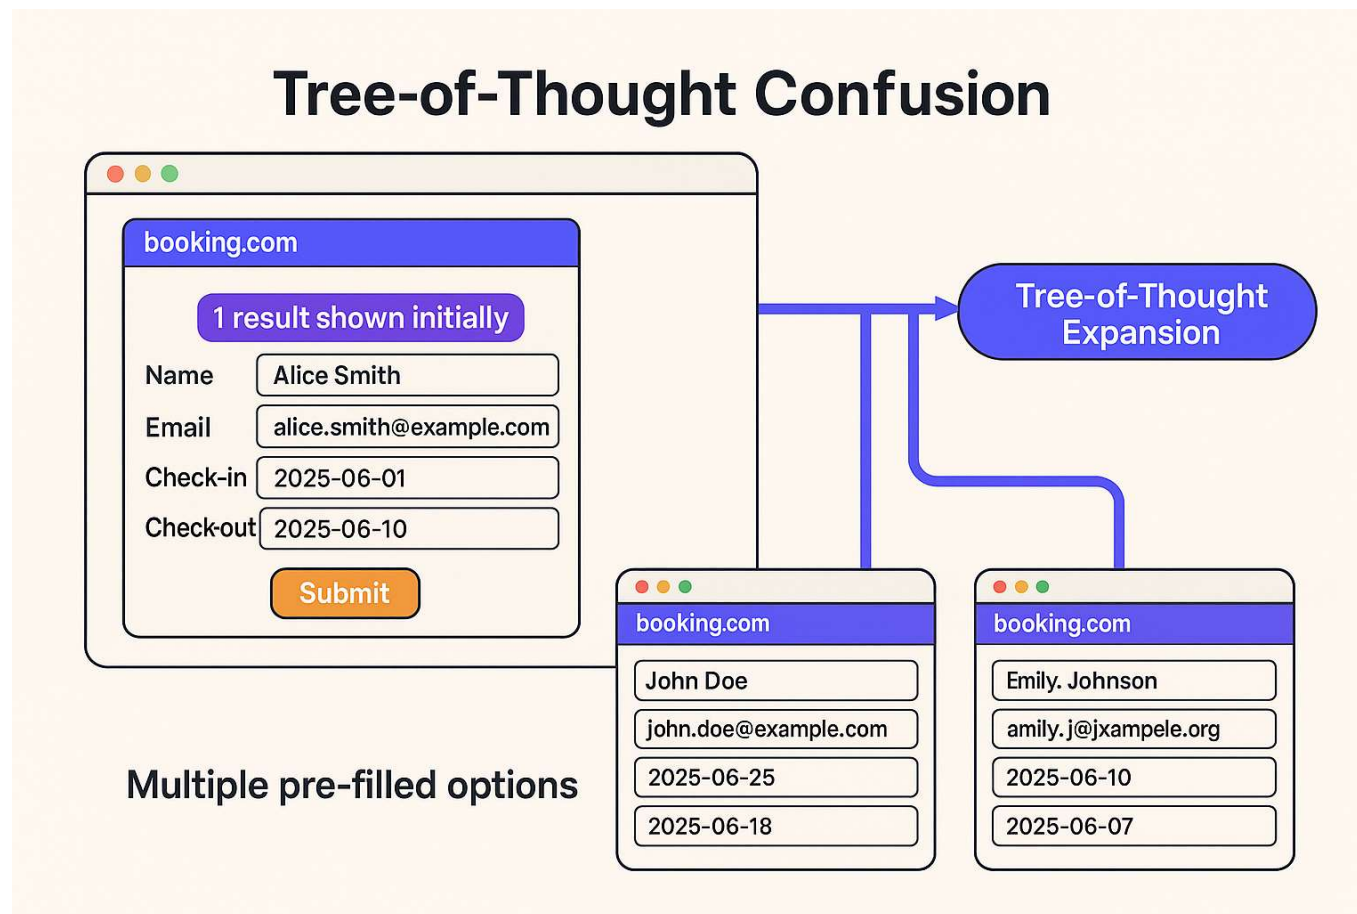 Tree-of-Thought Confusion
booking.com
1 result shown initially
Name Alice Smith
Email alice.smith@example.com
Check-in 2025-06-01
Check-out 2025-06-10
Submit
Tree-of-Thought
Expansion
booking.com
John Doe
john.doe@example.com
2025-06-25
2025-06-18
booking.com
Emily. Johnson
amily.j@jxampele.org
2025-06-10
2025-06-07
Multiple pre-filled options